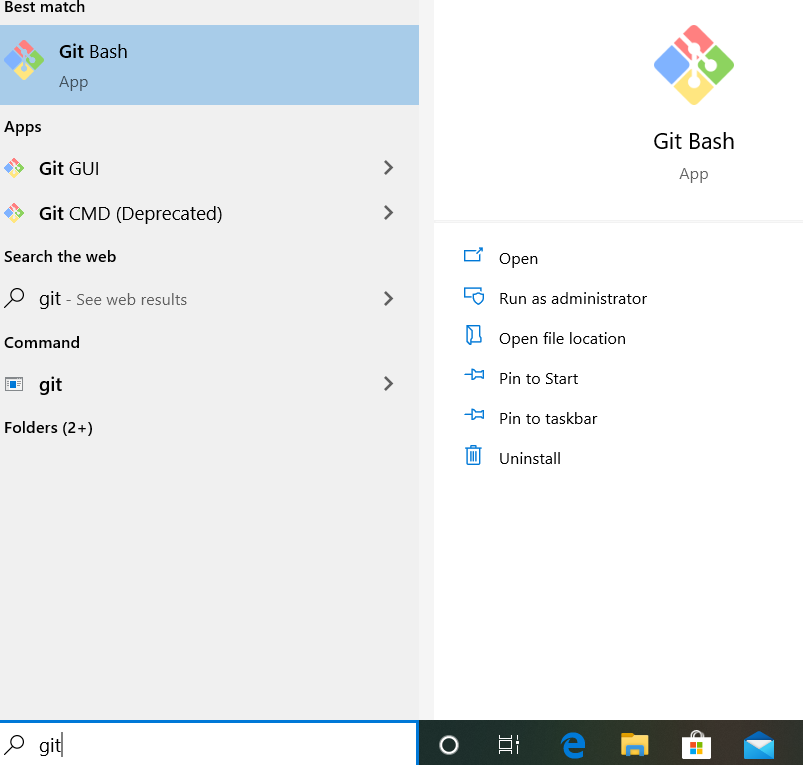 Best match
Git Bash
App
Apps
Git GUI
Git CMD (Deprecated)
Search the web
git - See web results
Command
git
Folders (2+)
git
Git Bash
App
Open
Run as administrator
Open file location
Pin to Start
Pin to taskbar
Uninstall